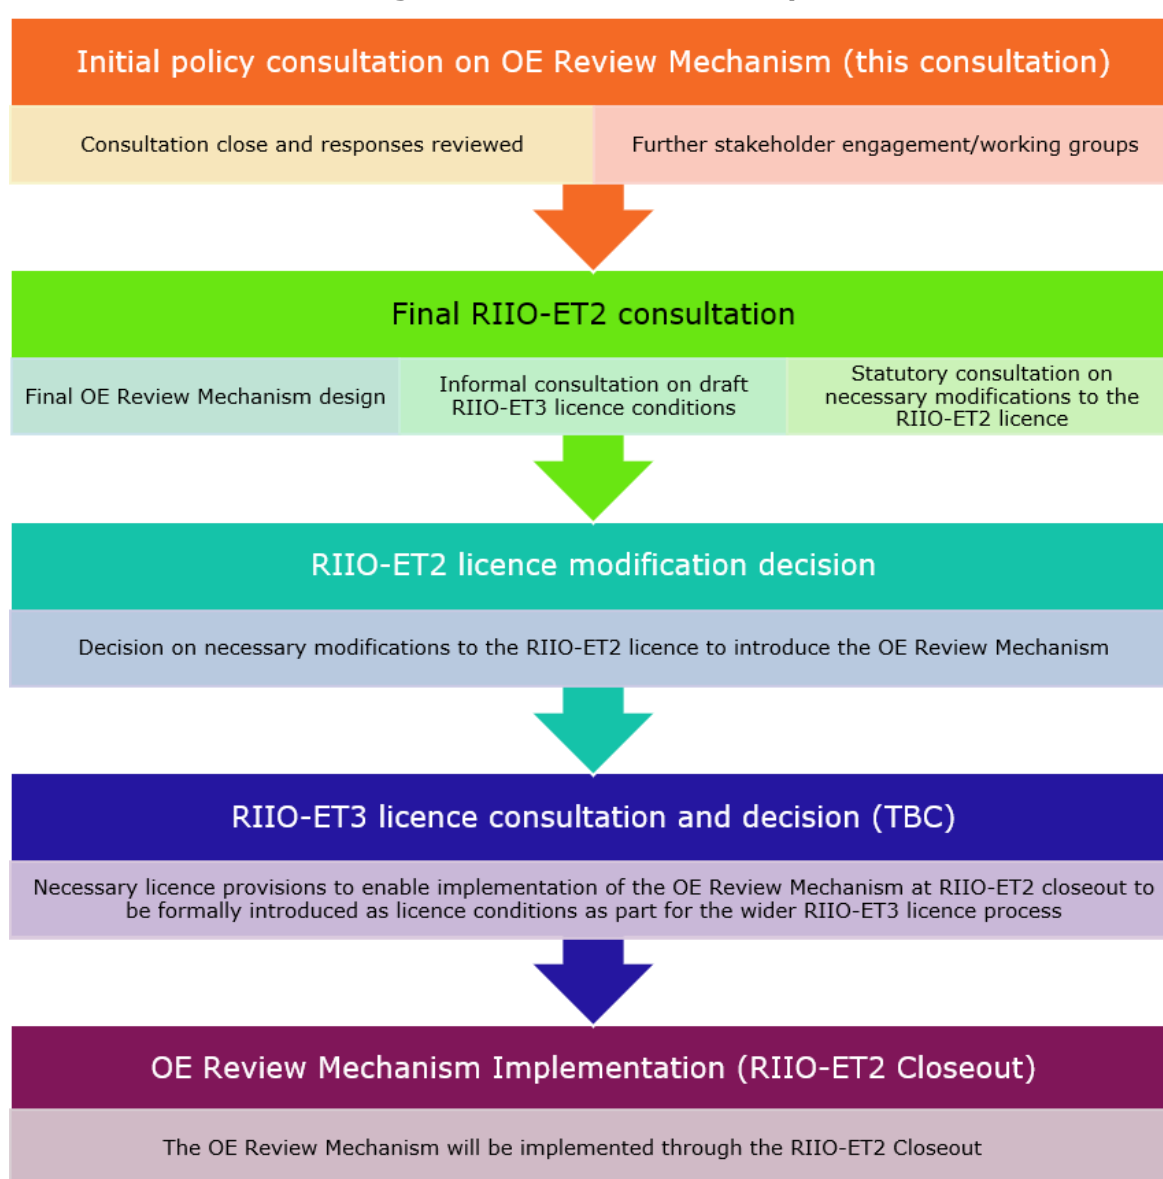 Initial policy consultation on OE Review Mechanism (this consultation)
Consultation close and responses reviewed
Further stakeholder engagement/working groups
Final RIIO-ET2 consultation
Final OE Review Mechanism design
Informal consultation on draft
RIIO-ET3 licence conditions
Statutory consultation on
necessary modifications to the
RIIO-ET2 licence
RIIO-ET2 licence modification decision
Decision on necessary modifications to the RIIO-ET2 licence to introduce the OE Review Mechanism
RIIO-ET3 licence consultation and decision (TBC)
Necessary licence provisions to enable implementation of the OE Review Mechanism at RIIO-ET2 closeout to
be formally introduced as licence conditions as part for the wider RIIO-ET3 licence process
OE Review Mechanism Implementation (RIIO-ET2 Closeout)
The OE Review Mechanism will be implemented through the RIIO-ET2 Closeout